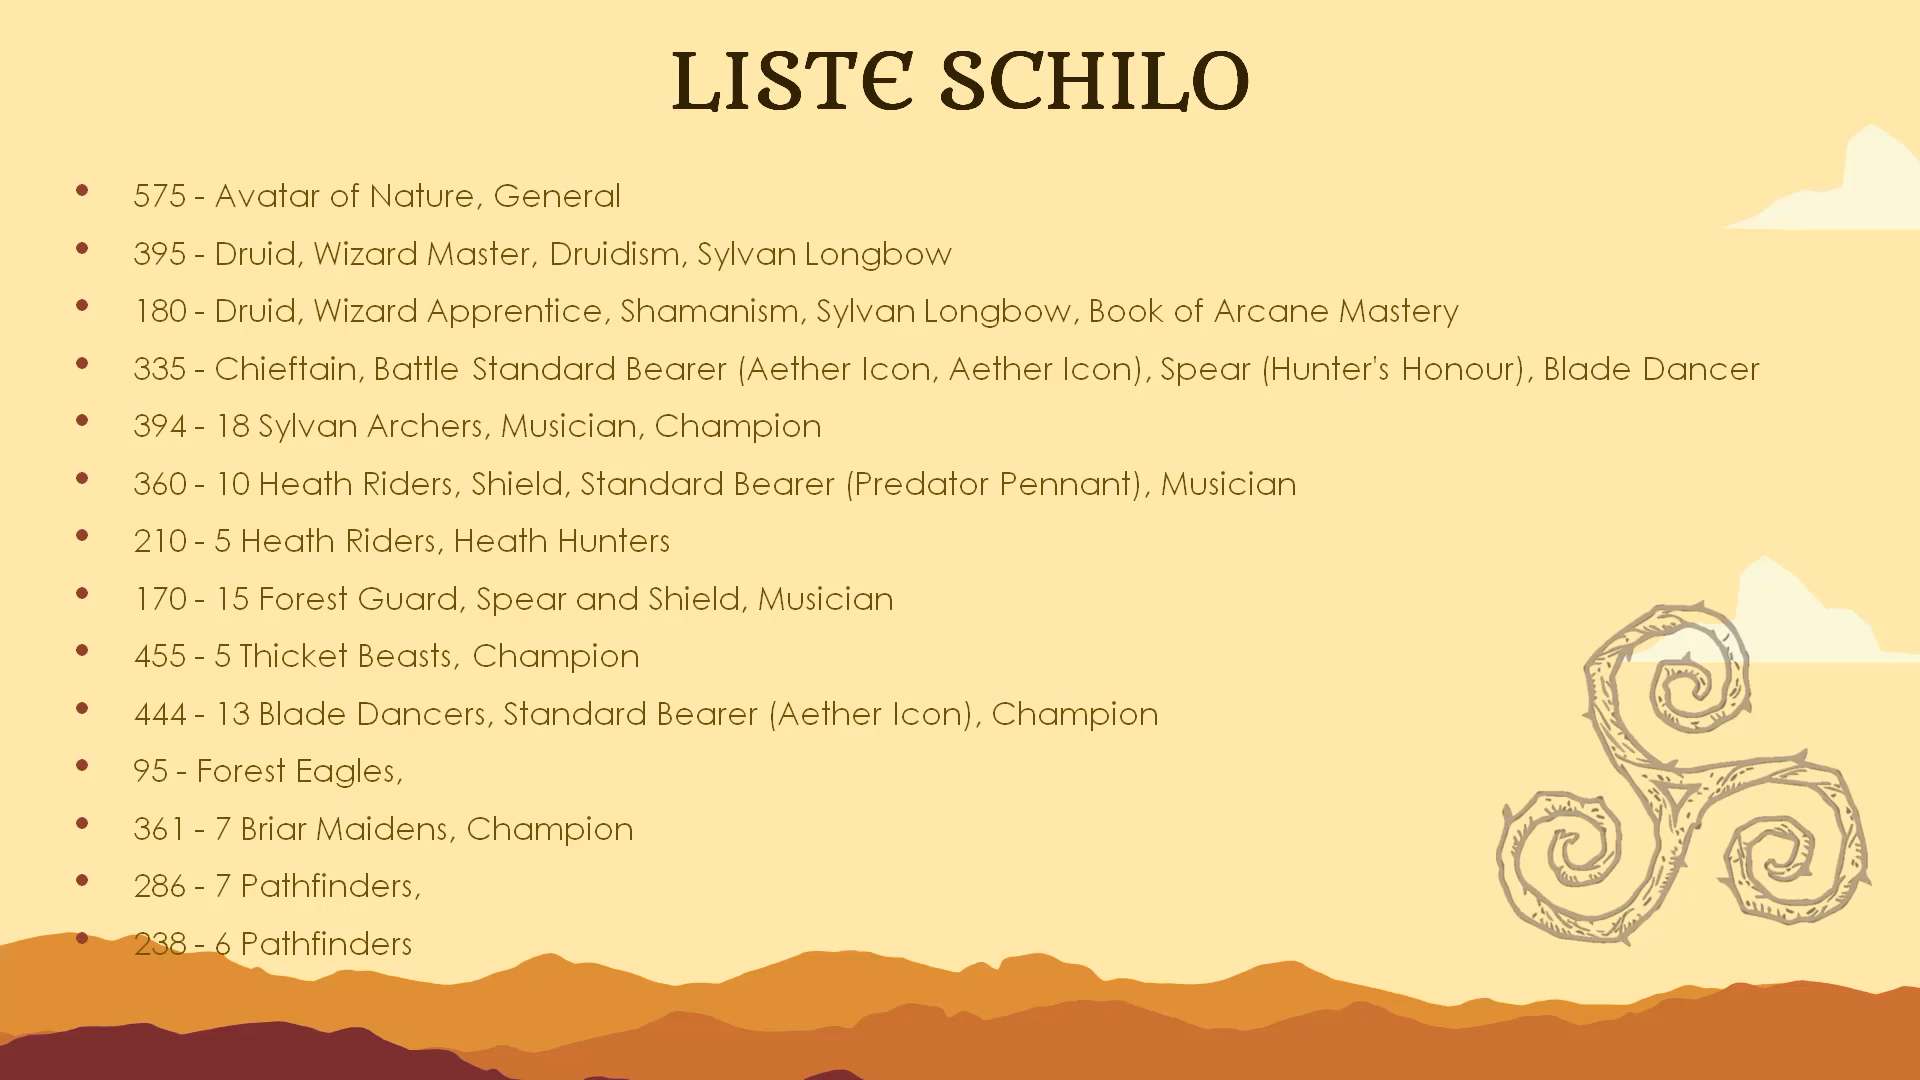 LISTE SCHILO
• 575 - Avatar of Nature, General
• 395 - Druid, Wizard Master, Druidism, Sylvan Longbow
• 180 - Druid, Wizard Apprentice, Shamanism, Sylvan Longbow, Book of Arcane Mastery
• 335 - Chieftain, Battle Standard Bearer (Aether Icon, Aether Icon), Spear (Hunter's Honour), Blade Dancer
• 394 - 18 Sylvan Archers, Musician, Champion
• 360 - 10 Heath Riders, Shield, Standard Bearer (Predator Pennant), Musician
• 210 - 5 Heath Riders, Heath Hunters
• 170 - 15 Forest Guard, Spear and Shield, Musician
• 455 - 5 Thicket Beasts, Champion
• 444 - 13 Blade Dancers, Standard Bearer (Aether Icon), Champion
• 95 - Forest Eagles,
• 361 - 7 Briar Maidens, Champion
• 286 - 7 Pathfinders,
• 238 - 6 Pathfinders